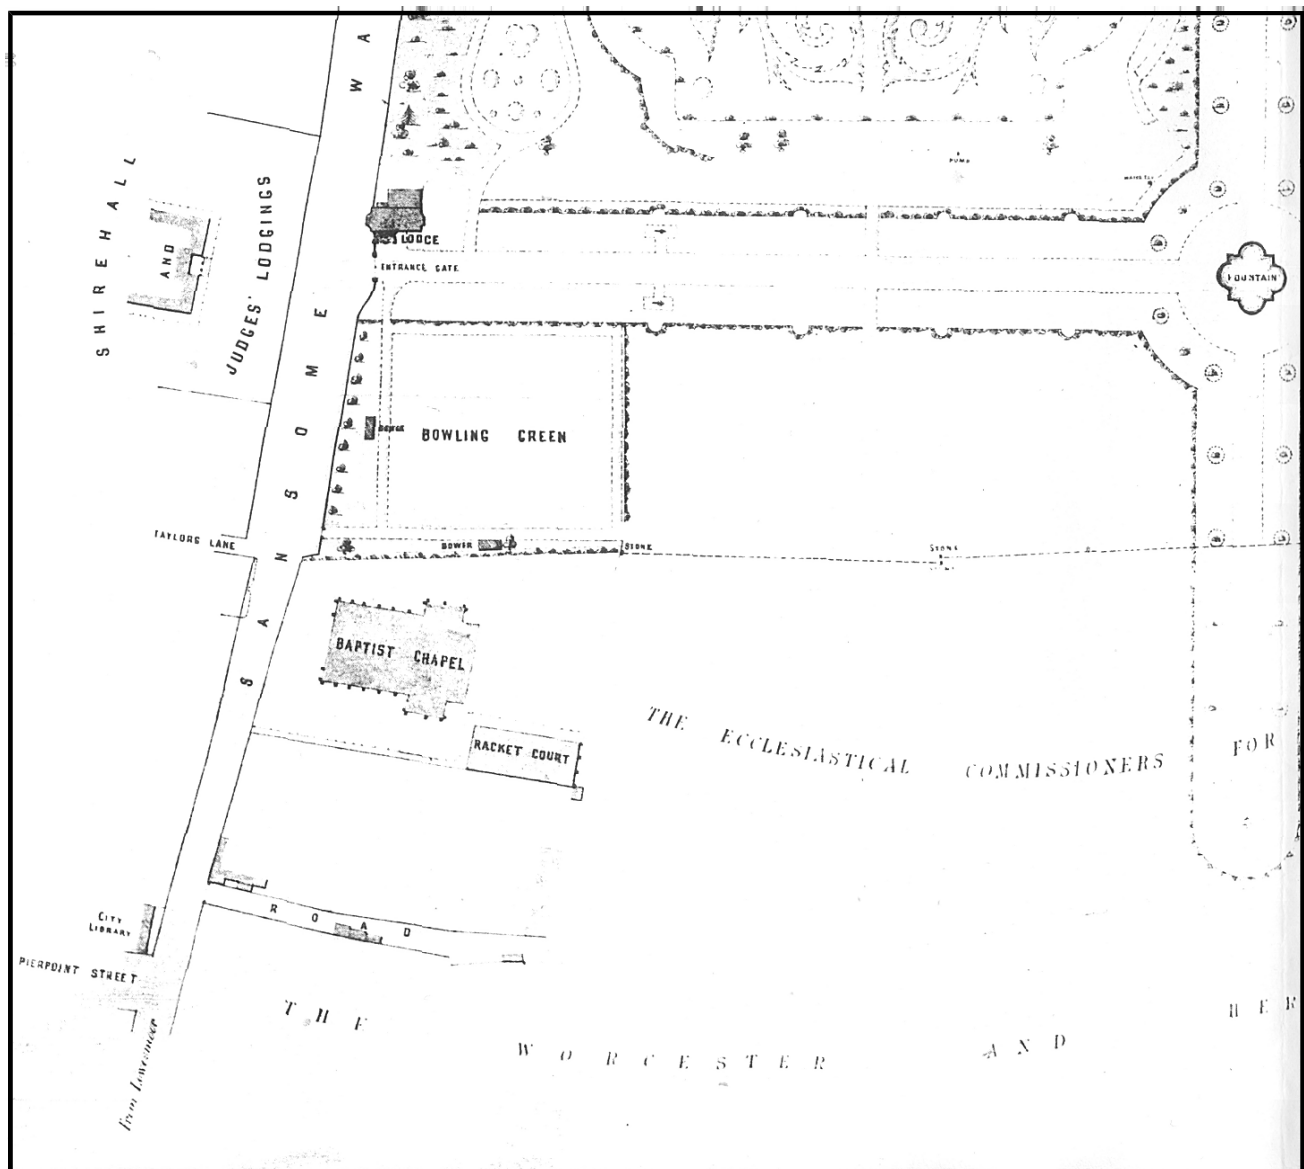 SANSOME WA
PUMP
SHIREHALL
AND
JUDGES' LODGINGS
LODGE
ENTRANCE GATE
FOUNTAIN
BOWLING GREEN
TAYLORS LANE
BOWER
STONE
STONE
BAPTIST CHAPEL
RACKET COURT
THE ECCLESIASTICAL COMMISSIONERS FOR
ROAD
CITY
LIBRARY
PIERPOINT STREET
THE WORCESTER AND HER
From Lowesmoor